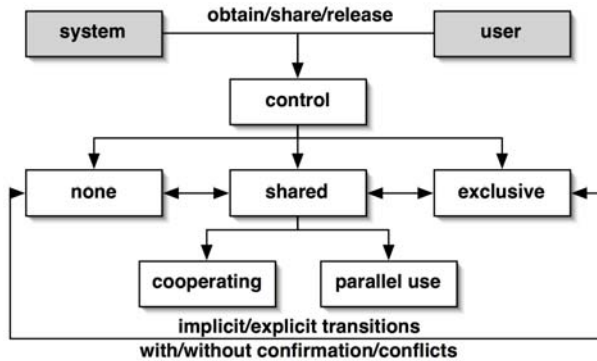 obtain/share/release
system
user
control
none
shared
exclusive
cooperating
parallel use
implicit/explicit transitions
with/without confirmation/conflicts